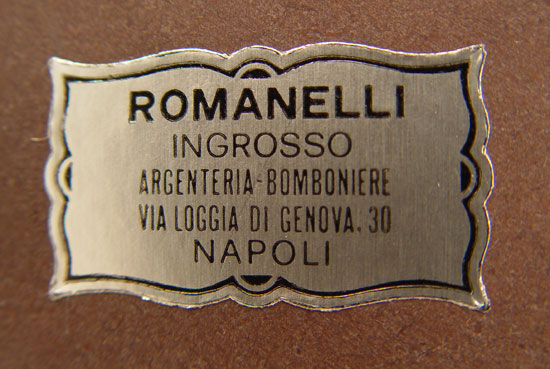 ROMANELLI
INGROSSO
ARGENTERIA-BOMBONIERE
VIA LOGGIA DI GENOVA, 30
NAPOLI